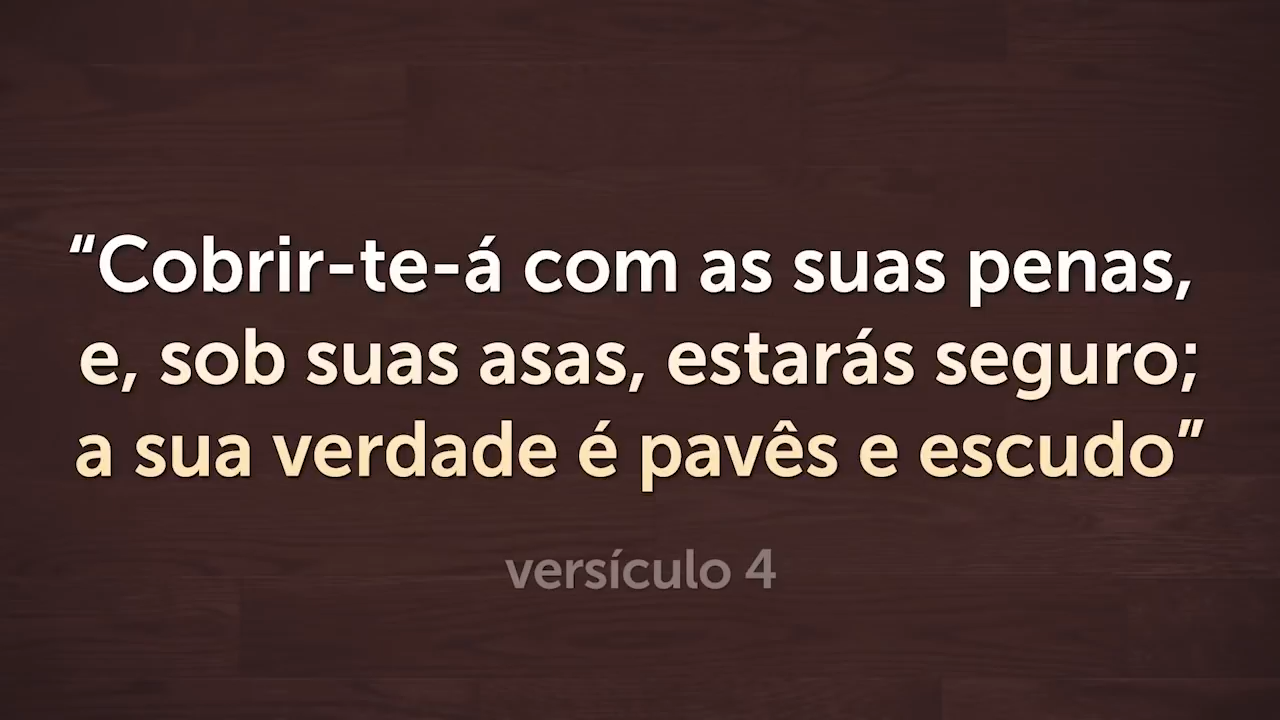 “Cobrir-te-á com as suas penas,
e, sob suas asas, estarás seguro;
a sua verdade é pavês e escudo”
versículo 4